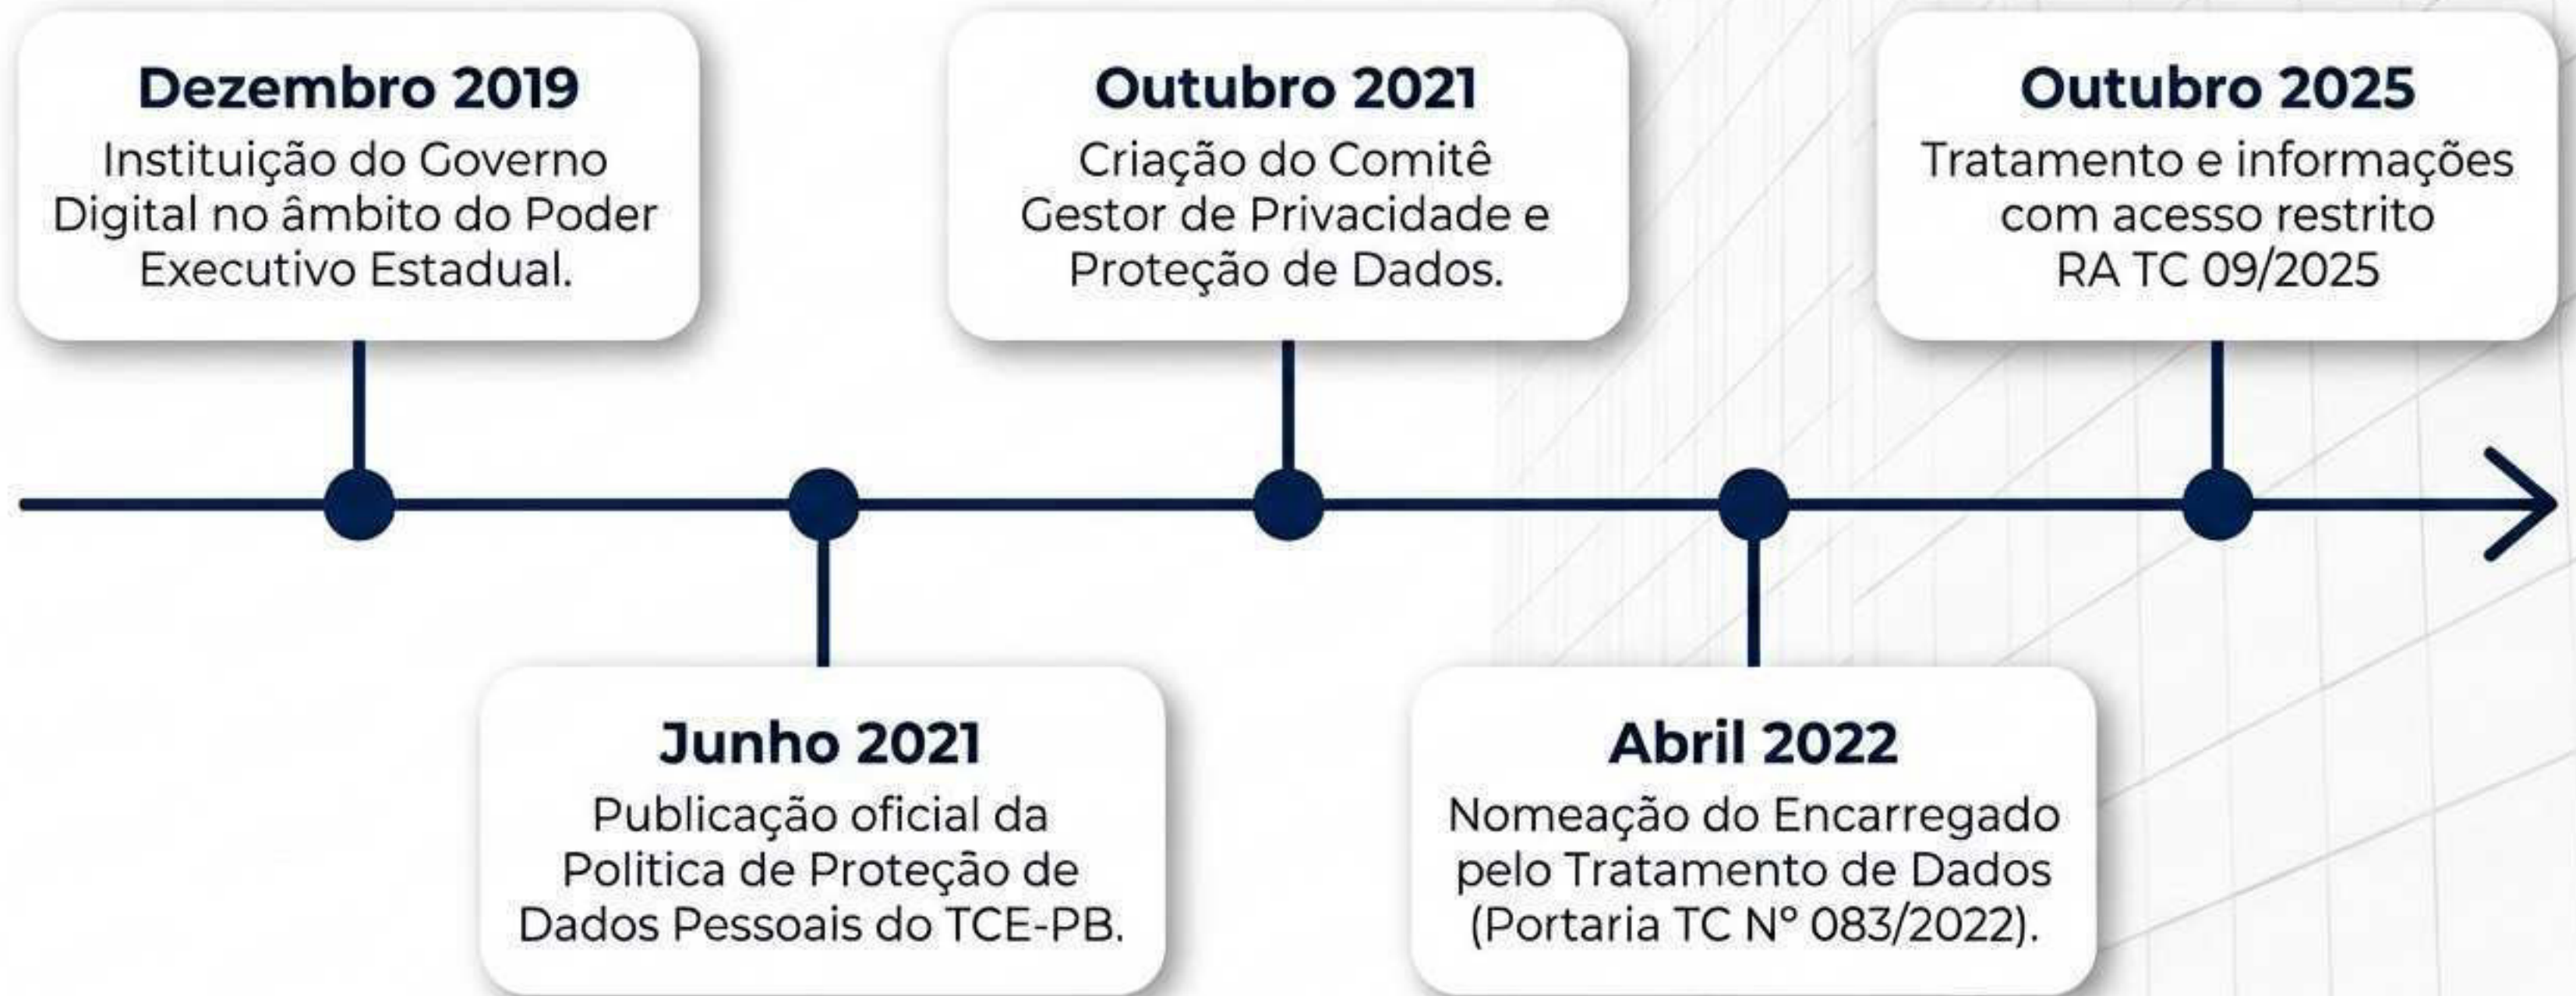 Dezembro 2019
Instituição do Governo
Digital no âmbito do Poder
Executivo Estadual.
Junho 2021
Publicação oficial da
Politica de Proteção de
Dados Pessoais do TCE-PB.
Outubro 2021
Criação do Comitê
Gestor de Privacidade e
Proteção de Dados.
Abril 2022
Nomeação do Encarregado
pelo Tratamento de Dados
(Portaria TC Nº 083/2022).
Outubro 2025
Tratamento e informações
com acesso restrito
RA TC 09/2025